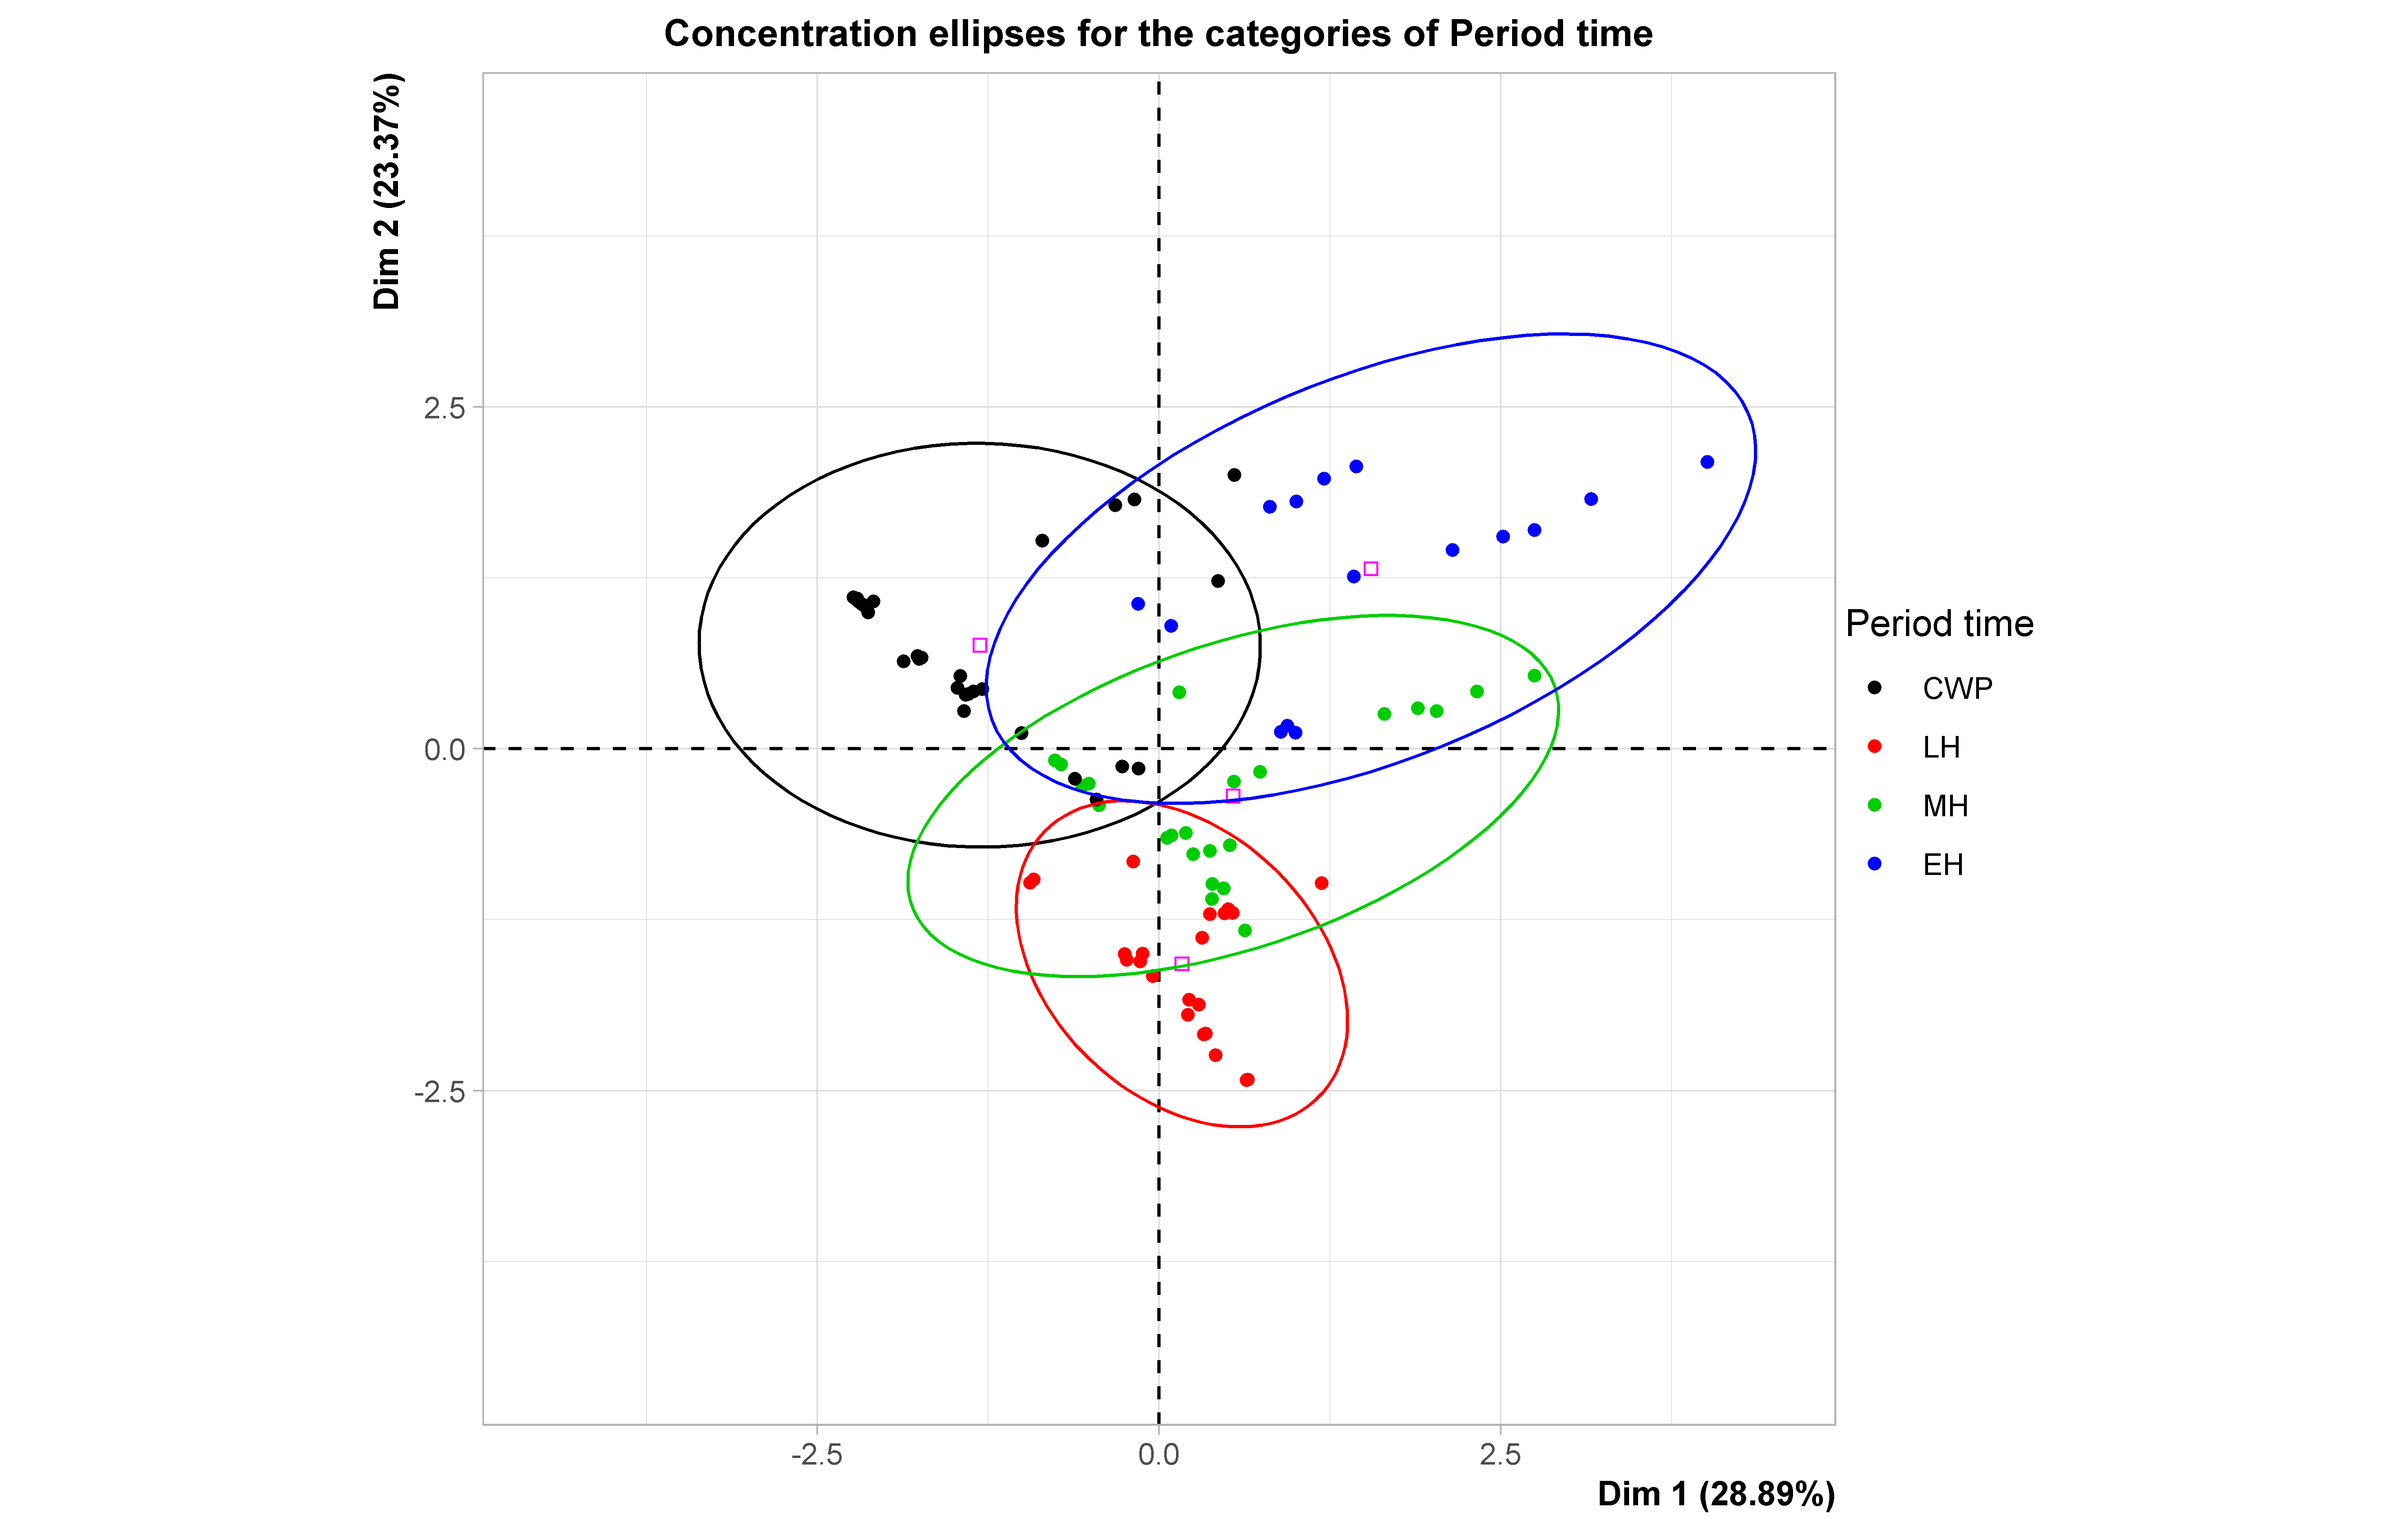 Concentration ellipses for the categories of Period time
Dim 2 (23.37%)
2.5
0.0
-2.5
-2.5
0.0
2.5
Dim 1 (28.89%)
Period time
CWP
LH
MH
EH